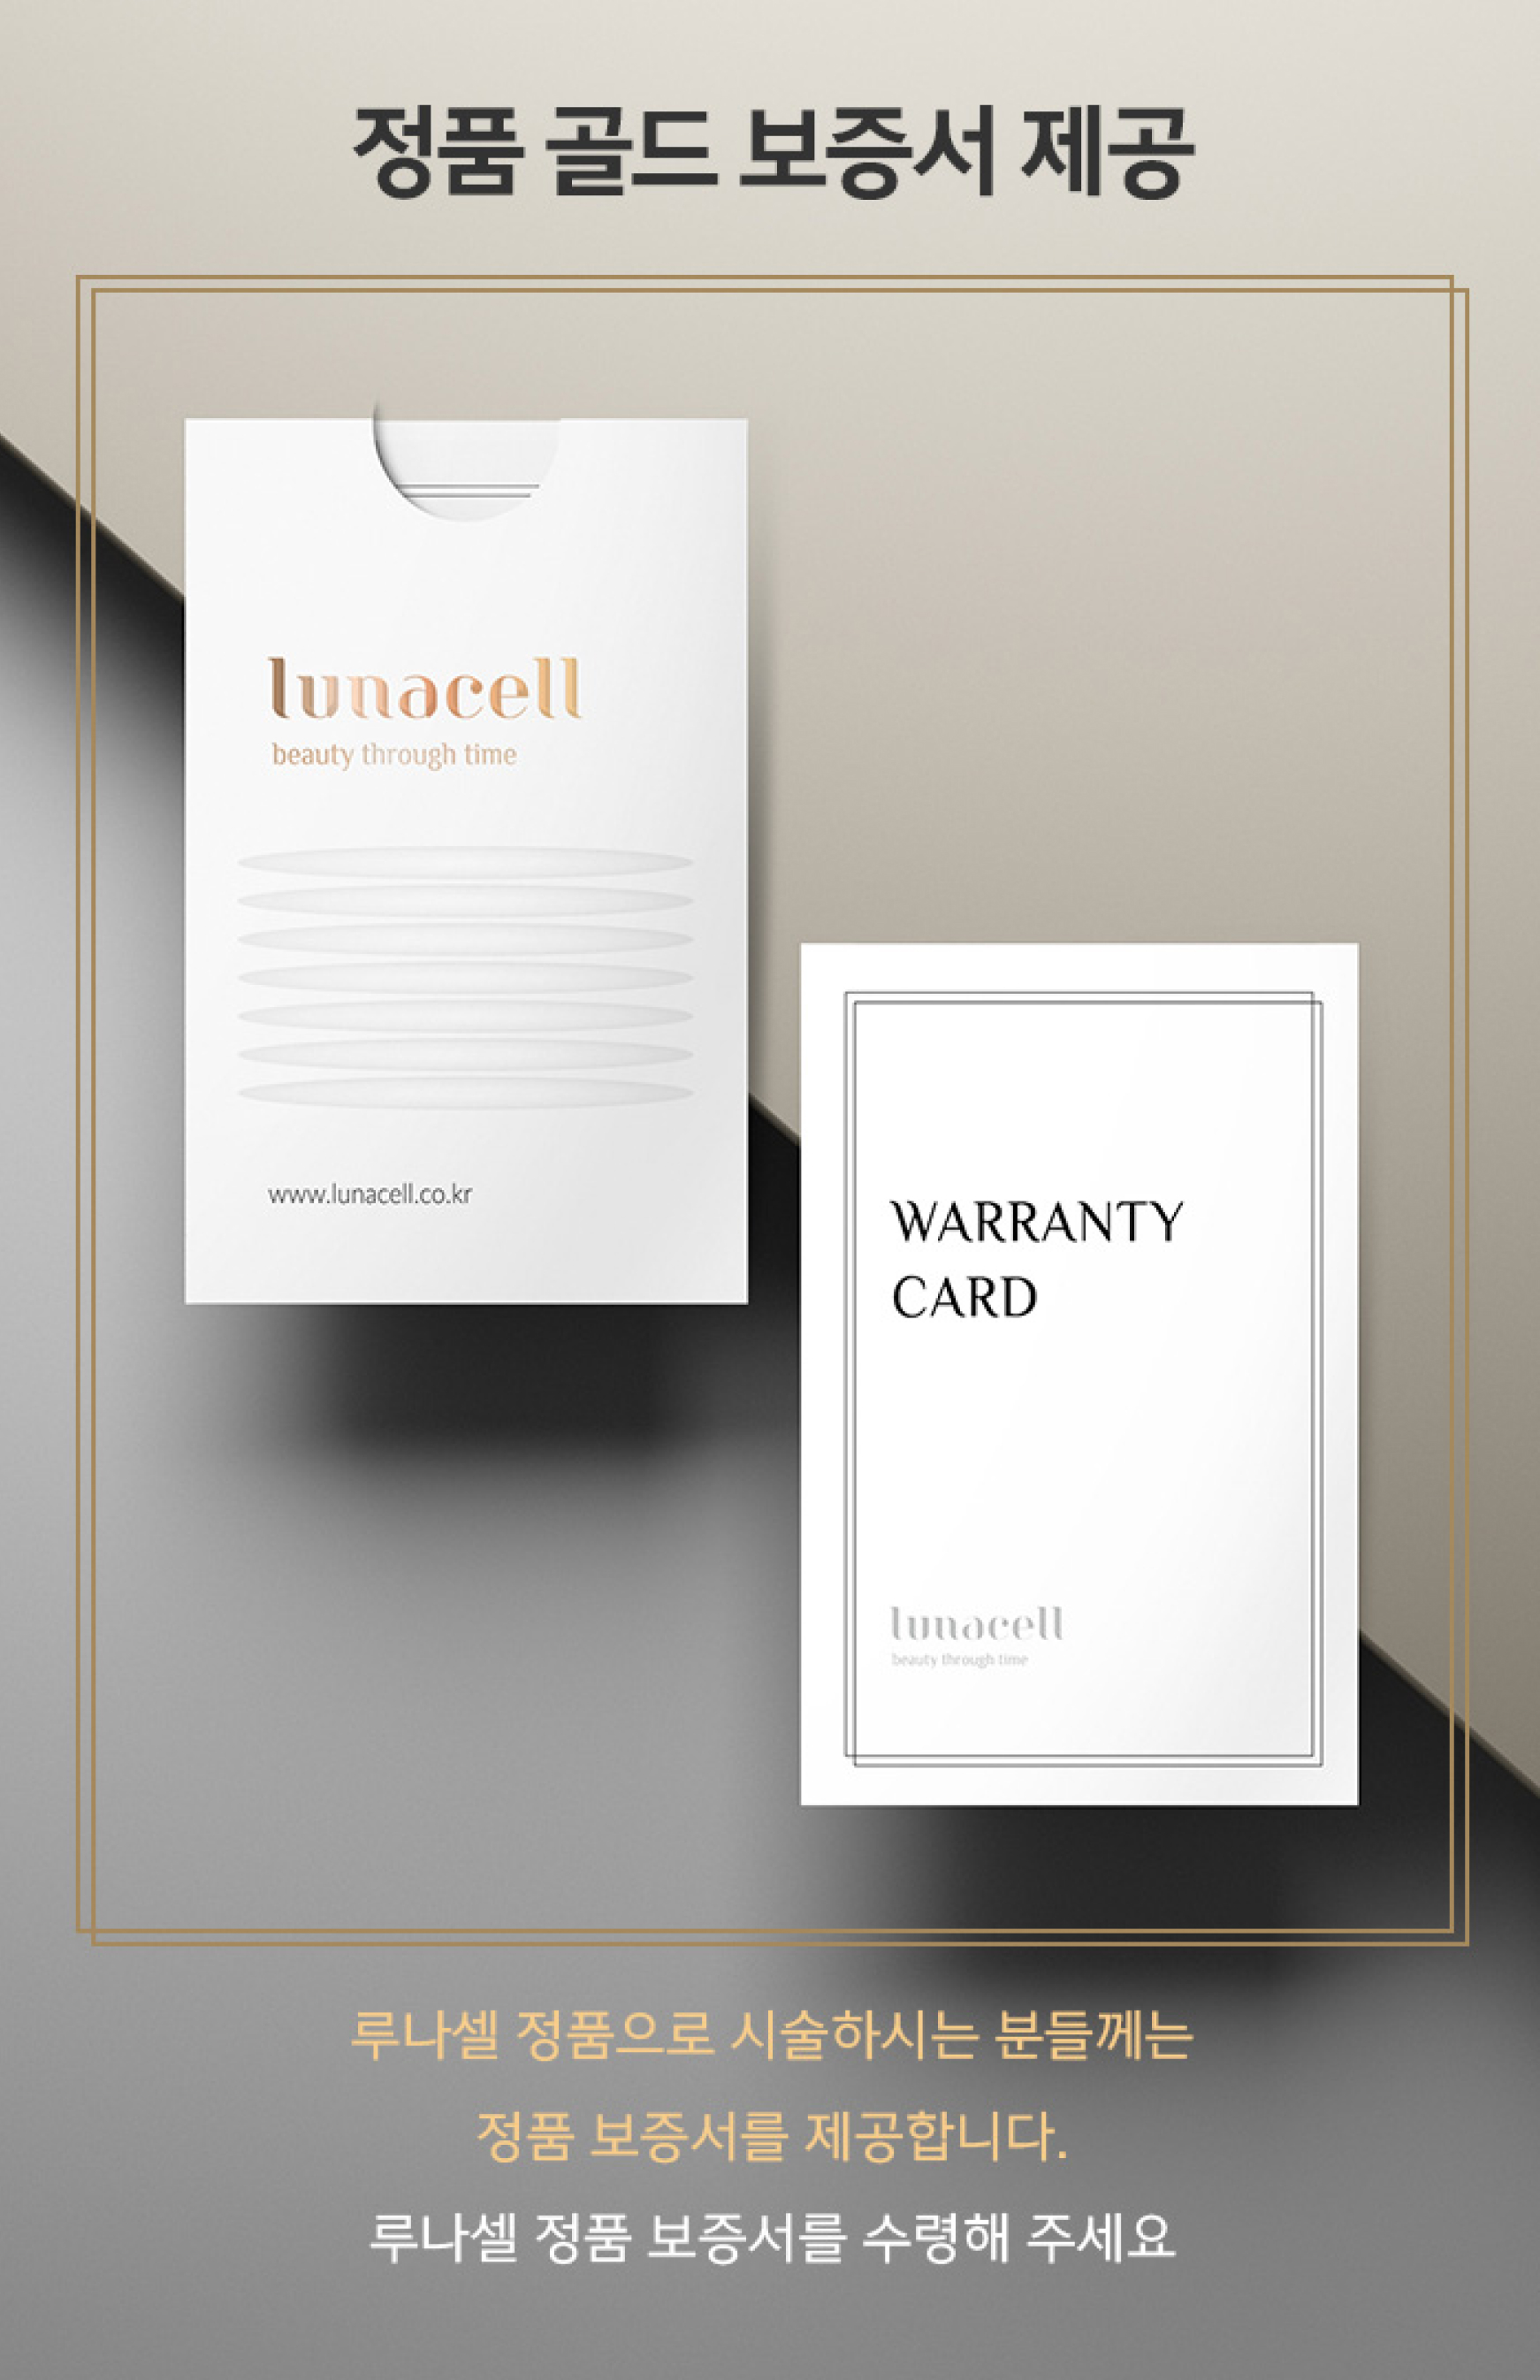 정품 골드 보증서 제공
lunacell
beauty through time
www.lunacell.co.kr
WARRANTY
CARD
lunacell
beauty through time
루나셀 정품으로 시술하시는 분들께는
정품 보증서를 제공합니다.
루나셀 정품 보증서를 수령해 주세요